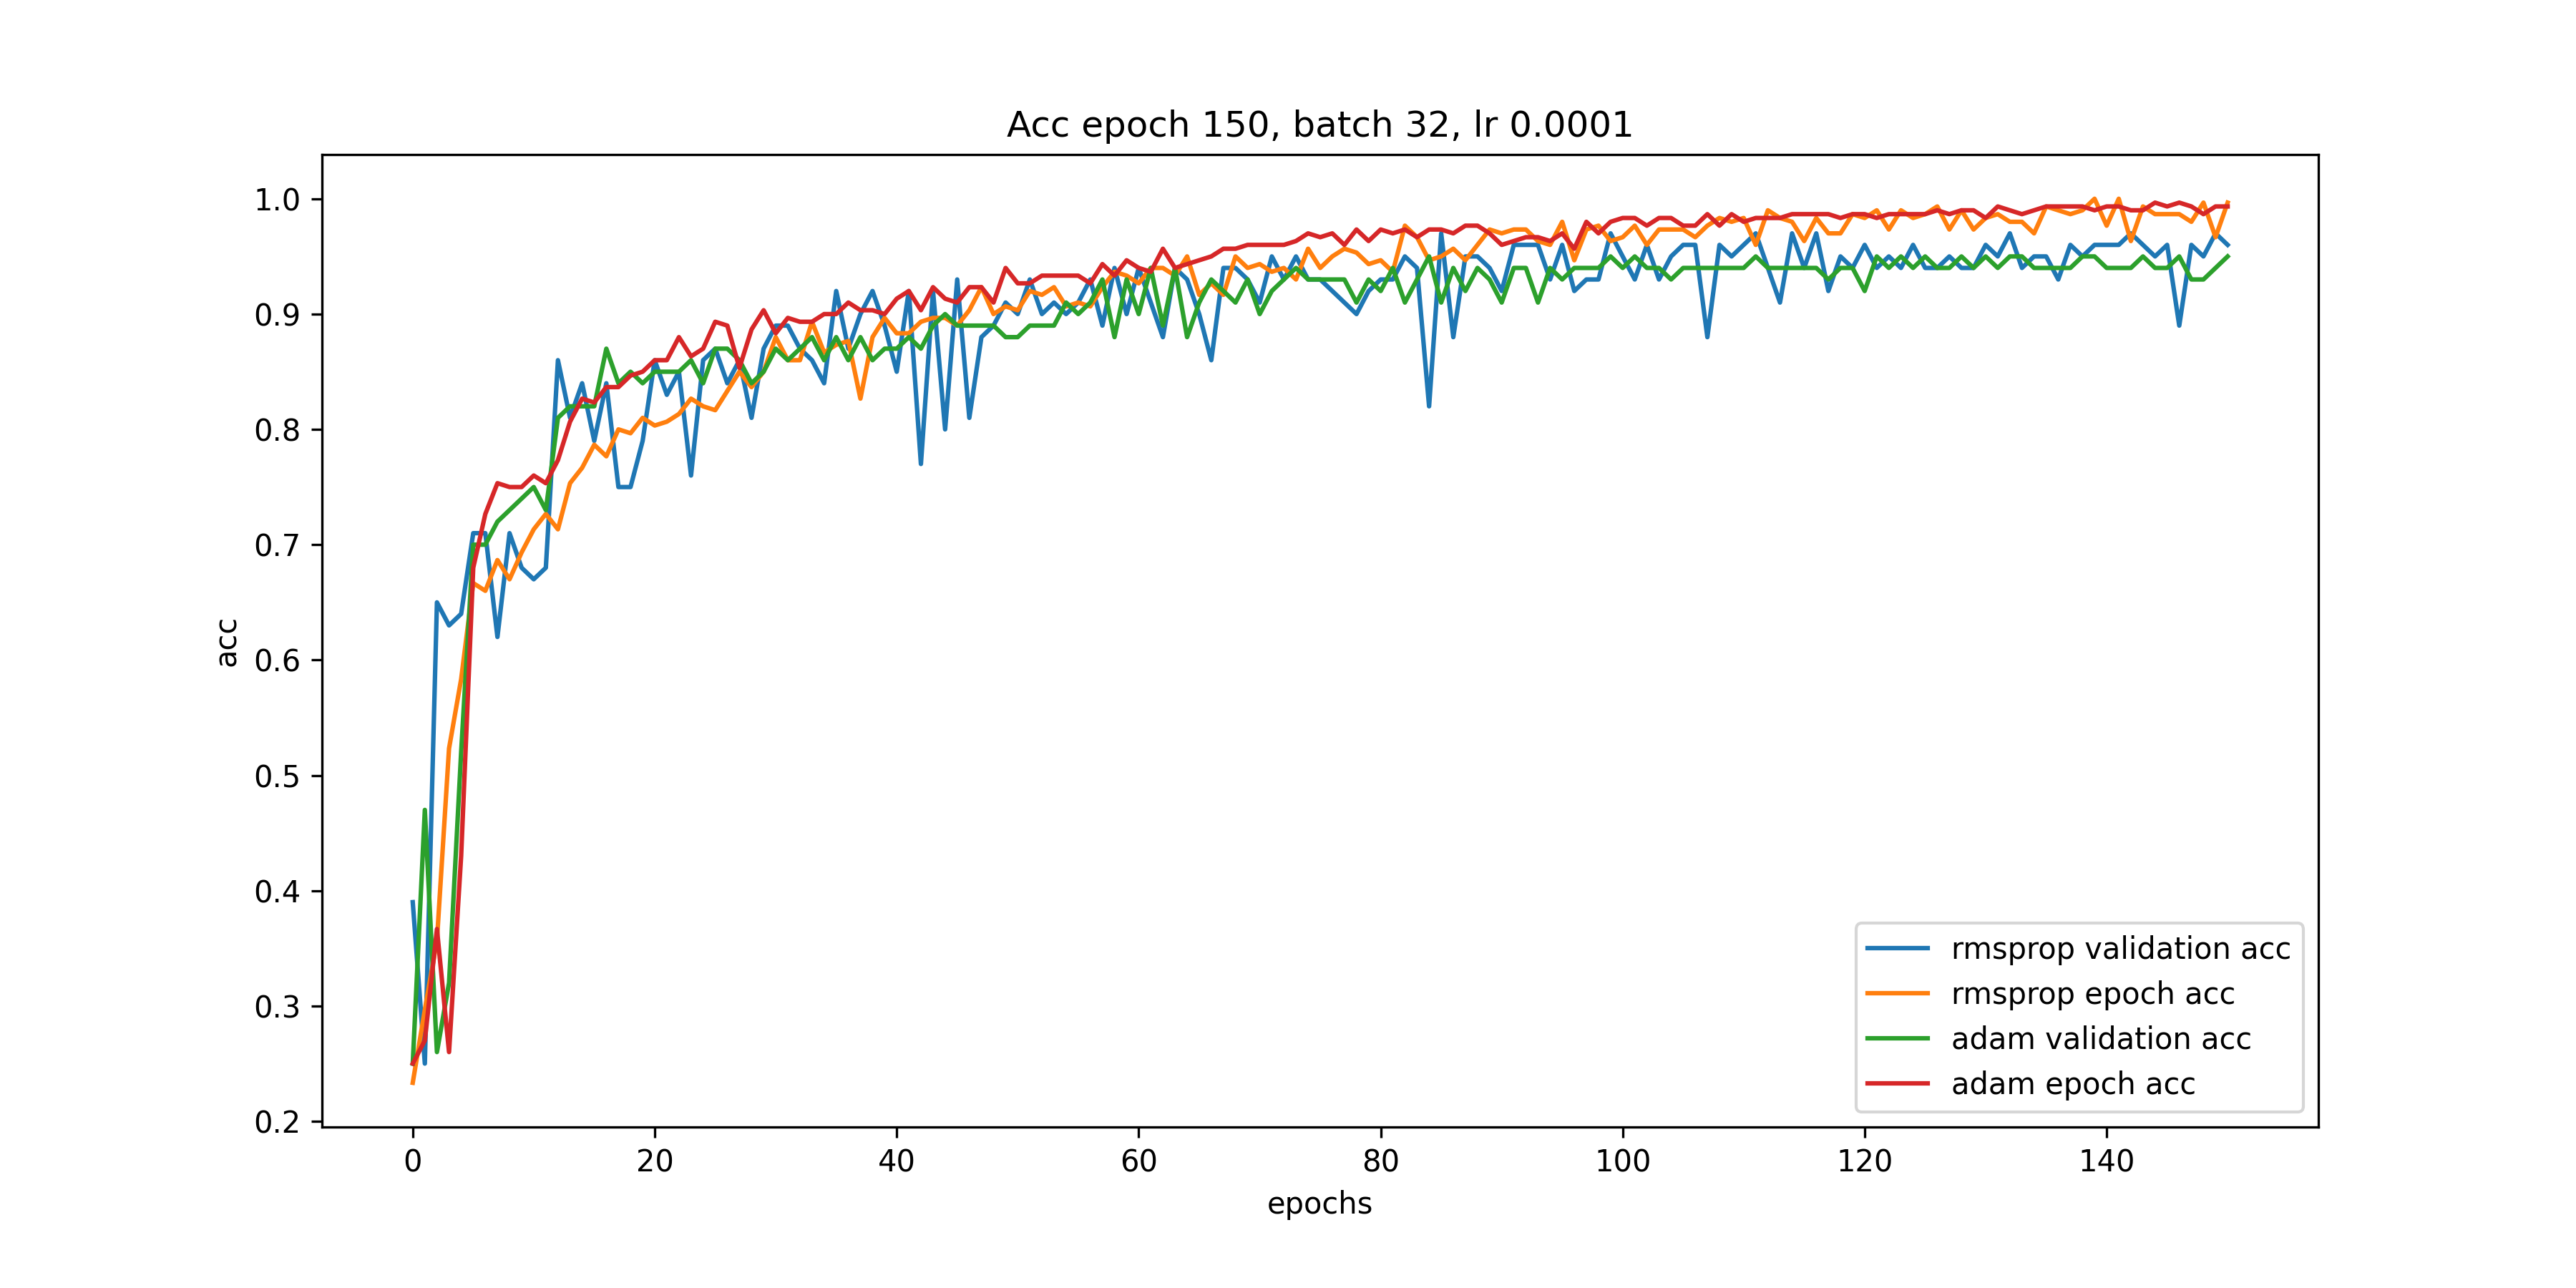 Acc epoch 150, batch 32, lr 0.0001
1.0
0.9
0.8
0.7
0.6
0.5
0.4
0.3
0.2
acc
0 20 40 60 80 100 120 140
epochs
rmsprop validation acc
rmsprop epoch acc
adam validation acc
adam epoch acc